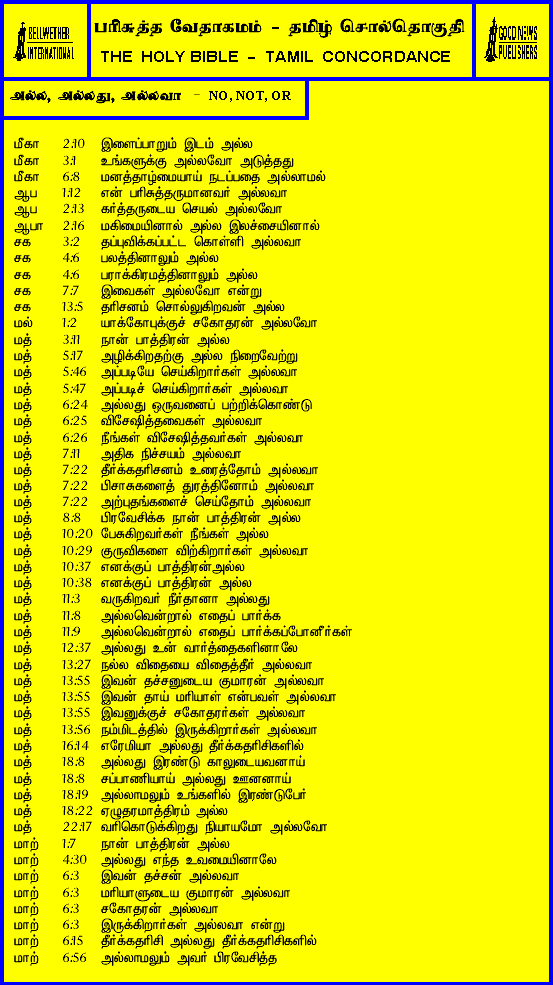 BELLWETHER
INTERNATIONAL
பரிசுத்த வேதாகமம் - தமிழ் சொல்தொகுதி
THE HOLY BIBLE - TAMIL CONCORDANCE
GOOD NEWS
PUBLISHERS
அல்ல, அல்லது, அல்லவா - NO, NOT, OR
மீகா 2:10 இளைப்பாறும் இடம் அல்ல
மீகா 3:1 உங்களுக்கு அல்லவோ அடுத்தது
மீகா 6:8 மனத்தாழ்மையாய் நடப்பதை அல்லாமல்
ஆப 1:12 என் பரிசுத்தருமானவர் அல்லவா
ஆப 2:13 கர்த்தருடைய செயல் அல்லவோ
ஆபா 2:16 மகிமையினால் அல்ல இலச்சையினால்
சக 3:2 தப்புவிக்கப்பட்ட கொள்ளி அல்லவா
சக 4:6 பலத்தினாலும் அல்ல
சக 4:6 பராக்கிரமத்தினாலும் அல்ல
சக 7:7 இவைகள் அல்லவோ என்று
சக 13:5 தரிசனம் சொல்லுகிறவன் அல்ல
மல் 1:2 யாக்கோபுக்குச் சகோதரன் அல்லவோ
மத் 3:11 நான் பாத்திரன் அல்ல
மத் 5:17 அழிக்கிறதற்கு அல்ல நிறைவேற்று
மத் 5:46 அப்படியே செய்கிறார்கள் அல்லவா
மத் 5:47 அப்படிச் செய்கிறார்கள் அல்லவா
மத் 6:24 அல்லது ஒருவனைப் பற்றிக்கொண்டு
மத் 6:25 விசேஷித்தவைகள் அல்லவா
மத் 6:26 நீங்கள் விசேஷித்தவர்கள் அல்லவா
மத் 7:11 அதிக நிச்சயம் அல்லவா
மத் 7:22 தீர்க்கதரிசனம் உரைத்தோம் அல்லவா
மத் 7:22 பிசாசுகளைத் துரத்தினோம் அல்லவா
மத் 7:22 அற்புதங்களைச் செய்தோம் அல்லவா
மத் 8:8 பிரவேசிக்க நான் பாத்திரன் அல்ல
மத் 10:20 பேசுகிறவர்கள் நீங்கள் அல்ல
மத் 10:29 குருவிகளை விற்கிறார்கள் அல்லவா
மத் 10:37 எனக்குப் பாத்திரன்அல்ல
மத் 10:38 எனக்குப் பாத்திரன் அல்ல
மத் 11:3 வருகிறவர் நீர்தானா அல்லது
மத் 11:8 அல்லவென்றால் எதைப் பார்க்க
மத் 11:9 அல்லவென்றால் எதைப் பார்க்கப்போனீர்கள்
மத் 12:37 அல்லது உன் வார்த்தைகளினாலே
மத் 13:27 நல்ல விதையை விதைத்தீர் அல்லவா
மத் 13:55 இவன் தச்சனுடைய குமாரன் அல்லவா
மத் 13:55 இவன் தாய் மரியாள் என்பவள் அல்லவா
மத் 13:55 இவனுக்குச் சகோதரர்கள் அல்லவா
மத் 13:56 நம்மிடத்தில் இருக்கிறார்கள் அல்லவா
மத் 16:14 எரேமியா அல்லது தீர்க்கதரிசிகளில்
மத் 18:8 அல்லது இரண்டு காலுடையவனாய்
மத் 18:8 சப்பாணியாய் அல்லது ஊனனாய்
மத் 18:19 அல்லாமலும் உங்களில் இரண்டுபேர்
மத் 18:22 ஏழுதரமாத்திரம் அல்ல
மத் 22:17 வரிகொடுக்கிறது நியாயமோ அல்லவோ
மாற் 1:7 நான் பாத்திரன் அல்ல
மாற் 4:30 அல்லது எந்த உவமையினாலே
மாற் 6:3 இவன் தச்சன் அல்லவா
மாற் 6:3 மரியாளுடைய குமாரன் அல்லவா
மாற் 6:3 சகோதரன் அல்லவா
மாற் 6:3 இருக்கிறார்கள் அல்லவா என்று
மாற் 6:15 தீர்க்கதரிசி அல்லது தீர்க்கதரிசிகளில்
மாற் 6:56 அல்லாமலும் அவர் பிரவேசித்த